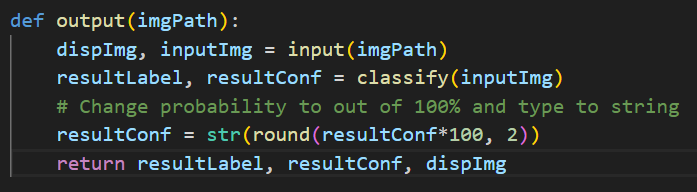 def output(imgPath):
    dispImg, inputImg = input(imgPath)
    resultLabel, resultConf = classify(inputImg)
    # Change probability to out of 100% and type to string
    resultConf = str(round(resultConf*100, 2))
    return resultLabel, resultConf, dispImg